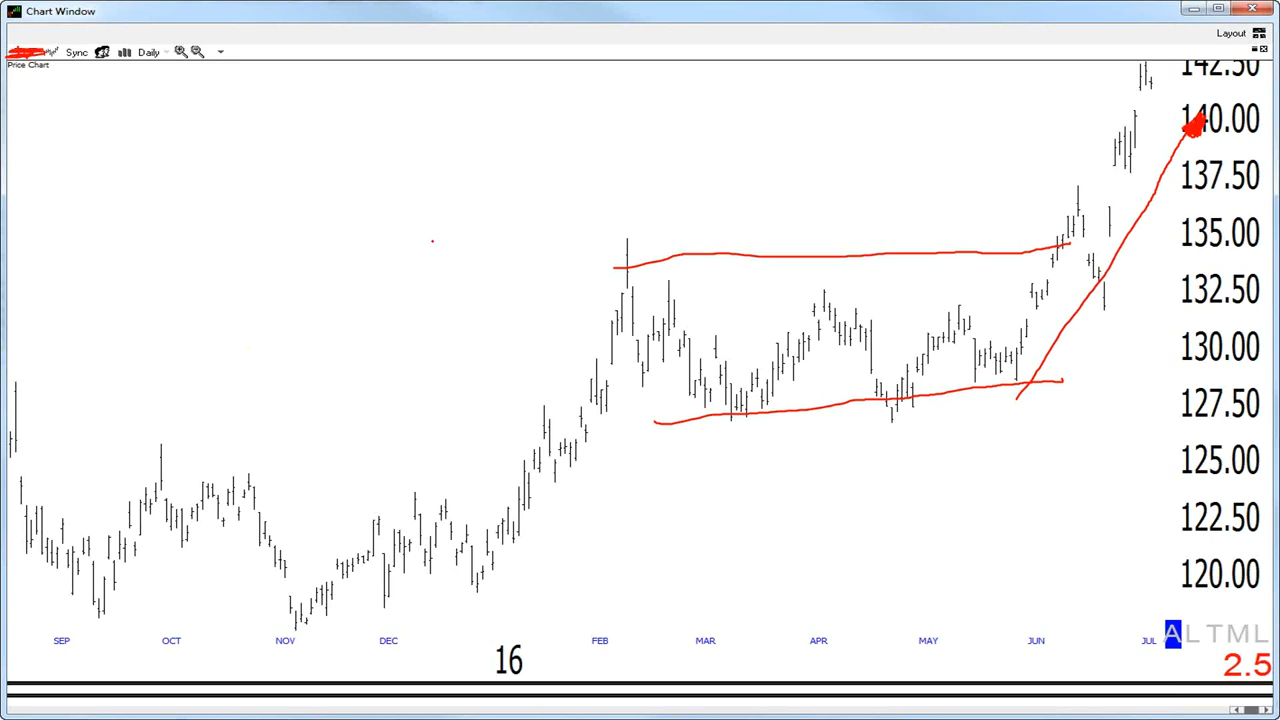 Chart Window
Layout
Sync Daily
Price Chart
142.50
140.00
137.50
135.00
132.50
130.00
127.50
125.00
122.50
120.00
SEP OCT NOV DEC FEB MAR APR MAY JUN JUL
16
ALTML
2.5